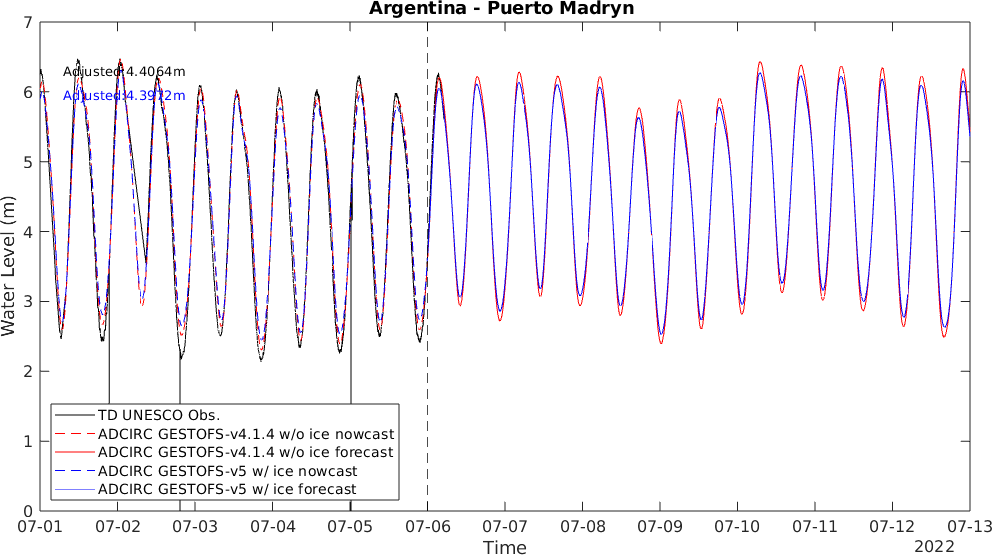 Argentina - Puerto Madryn
7
6
5
4
3
2
1
0
Water Level (m)
Adjusted:4.4064m
Adjusted:4.3972m
TD UNESCO Obs.
ADCIRC GESTOFS-v4.1.4 w/o ice nowcast
ADCIRC GESTOFS-v4.1.4 w/o ice forecast
ADCIRC GESTOFS-v5 w/ ice nowcast
ADCIRC GESTOFS-v5 w/ ice forecast
07-01 07-02 07-03 07-04 07-05 07-06 07-07 07-08 07-09 07-10 07-11 07-12 07-13
Time
2022